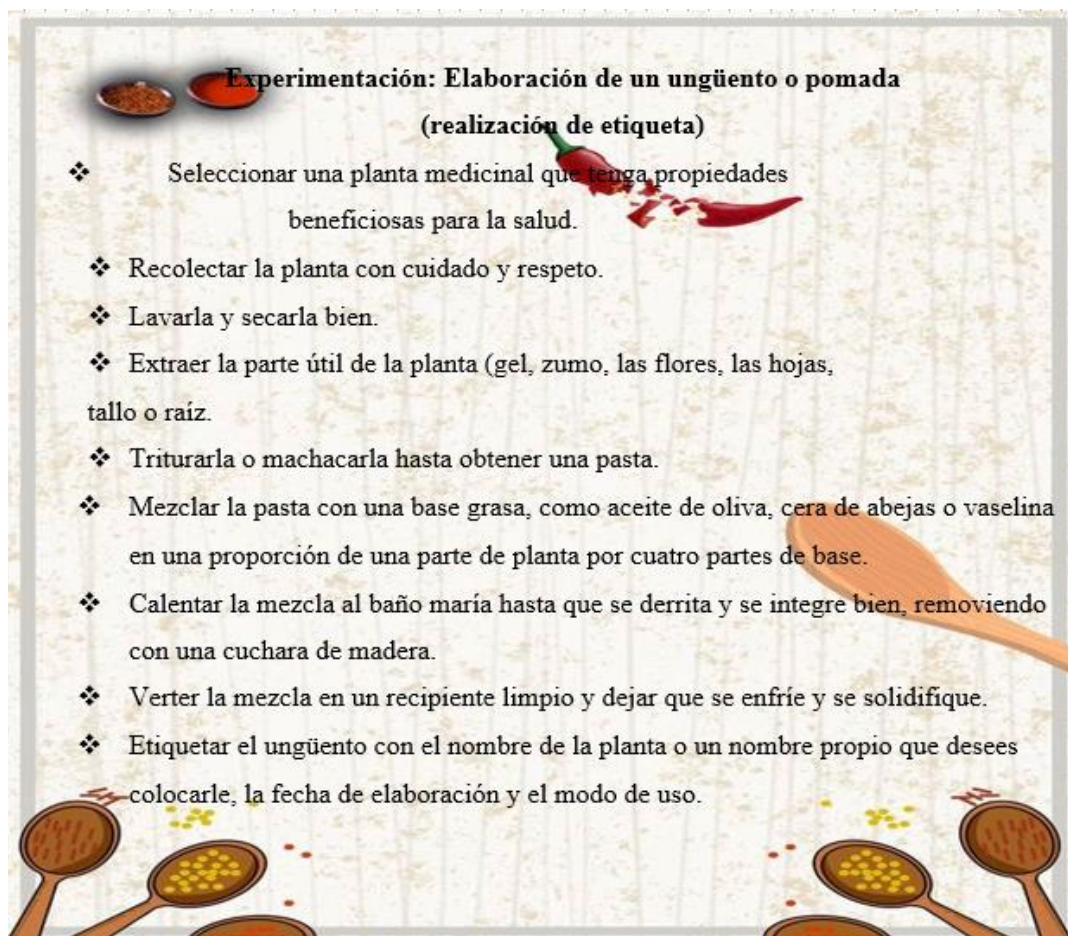 Experimentación: Elaboración de un ungüento o pomada
(realización de etiqueta)
❖ Seleccionar una planta medicinal que tenga propiedades
beneficiosas para la salud.
❖ Recolectar la planta con cuidado y respeto.
❖ Lavarla y secarla bien.
❖ Extraer la parte útil de la planta (gel, zumo, las flores, las hojas,
tallo o raíz.
❖ Triturarla o machacarla hasta obtener una pasta.
❖ Mezclar la pasta con una base grasa, como aceite de oliva, cera de abejas o vaselina
en una proporción de una parte de planta por cuatro partes de base.
❖ Calentar la mezcla al baño maría hasta que se derrita y se integre bien, removiendo
con una cuchara de madera.
❖ Verter la mezcla en un recipiente limpio y dejar que se enfríe y se solidifique.
❖ Etiquetar el ungüento con el nombre de la planta o un nombre propio que desees
colocarle, la fecha de elaboración y el modo de uso.